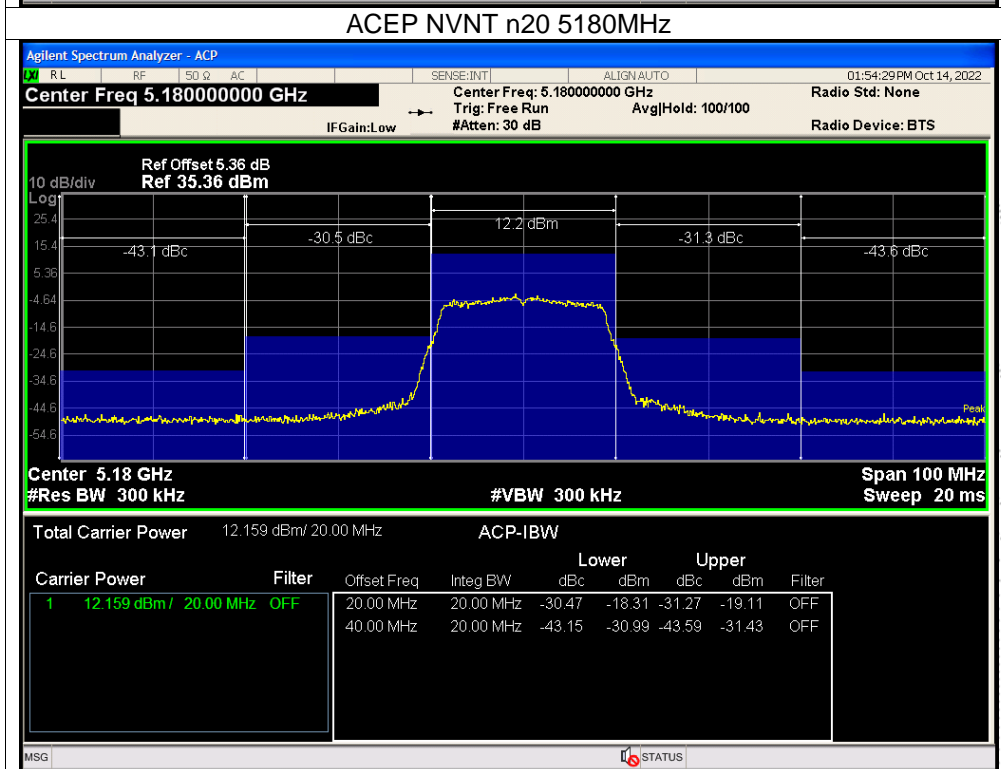 ACEP NVNT n20 5180MHz
Agilent Spectrum Analyzer - ACP
LXI RL RF 50 Ω AC SENSE:INT ALIGN AUTO 01:54:29 PM Oct 14, 2022
Center Freq 5.180000000 GHz Center Freq: 5.180000000 GHz Radio Std: None
Trig: Free Run Avg|Hold: 100/100
IFGain:Low #Atten: 30 dB Radio Device: BTS
Ref Offset 5.36 dB
10 dB/div Ref 35.36 dBm
Log
25.4 12.2 dBm
15.4 -43.1 dBc -30.5 dBc -31.3 dBc -43.6 dBc
5.36
-4.64
-14.6
-24.6
-34.6
-44.6 Peak
-54.6
Center 5.18 GHz Span 100 MHz
#Res BW 300 kHz #VBW 300 kHz Sweep 20 ms
Total Carrier Power 12.159 dBm/ 20.00 MHz ACP-IBW
Lower Upper
Carrier Power Filter Offset Freq Integ BW dBc dBm dBc dBm Filter
1 12.159 dBm / 20.00 MHz OFF 20.00 MHz 20.00 MHz -30.47 -18.31 -31.27 -19.11 OFF
40.00 MHz 20.00 MHz -43.15 -30.99 -43.59 -31.43 OFF
MSG STATUS